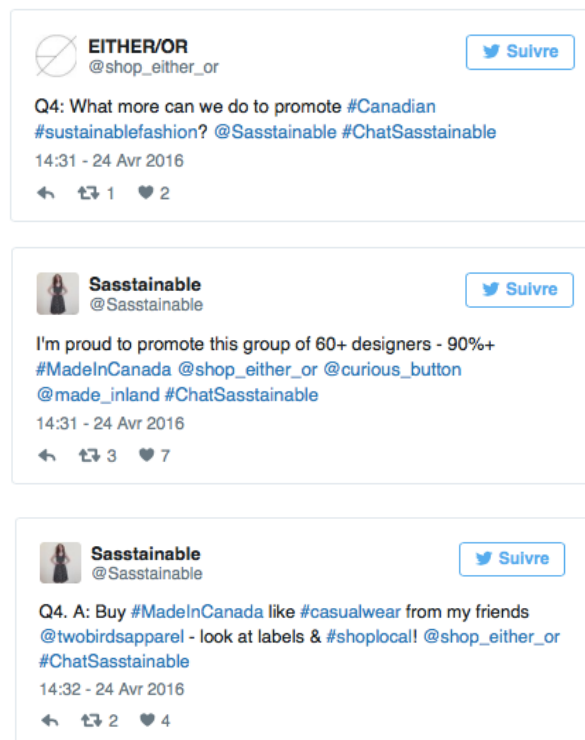 EITHER/OR
@shop_either_or
Suivre
Q4: What more can we do to promote #Canadian
#sustainablefashion? @Sasstainable #ChatSasstainable
14:31 - 24 Avr 2016
1 2
Sasstainable
@Sasstainable
Suivre
I'm proud to promote this group of 60+ designers - 90%+
#MadeInCanada @shop_either_or @curious_button
@made_inland #ChatSasstainable
14:31 - 24 Avr 2016
3 7
Sasstainable
@Sasstainable
Suivre
Q4. A: Buy #MadeInCanada like #casualwear from my friends
@twobirdsapparel - look at labels & #shoplocal! @shop_either_or
#ChatSasstainable
14:32 - 24 Avr 2016
2 4